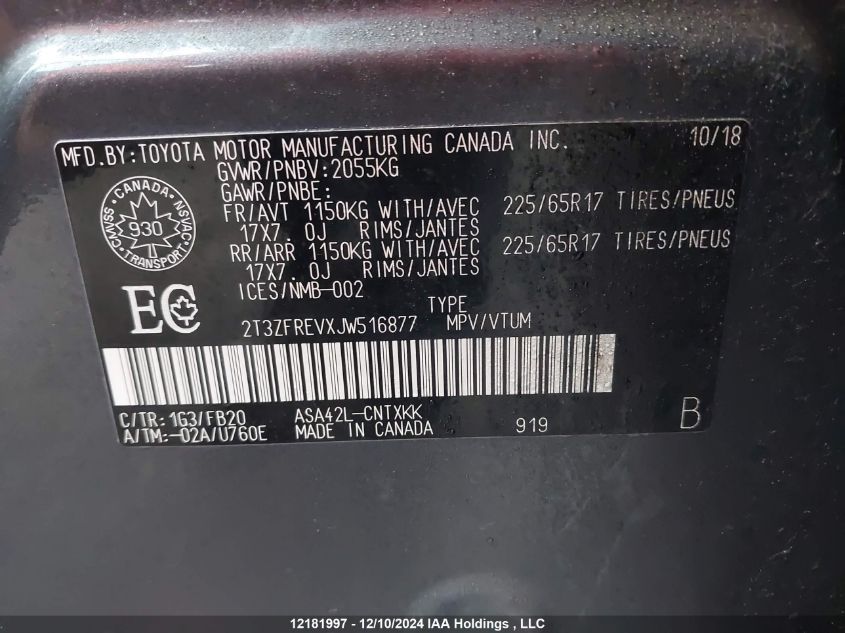 MFD.BY:TOYOTA MOTOR MANUFACTURING CANADA INC. 10/18
GVWR/PNBV:2055KG
GAWR/PNBE:
FR/AVT 1150KG WITH/AVEC 225/65R17 TIRES/PNEUS
17X7.0J RIMS/JANTES
RR/ARR 1150KG WITH/AVEC 225/65R17 TIRES/PNEUS
17X7.0J RIMS/JANTES
CANADA
CMVSS 930 NSVAC
TRANSPORT
ICES/NMB-002
EC
TYPE
2T3ZFREVXJW516877 MPV/VTUM
C/TR:1G3/FB20 ASA42L-CNTXKK
A/TM:-02A/U760E MADE IN CANADA 919 B
12181997 - 12/10/2024 IAA Holdings , LLC